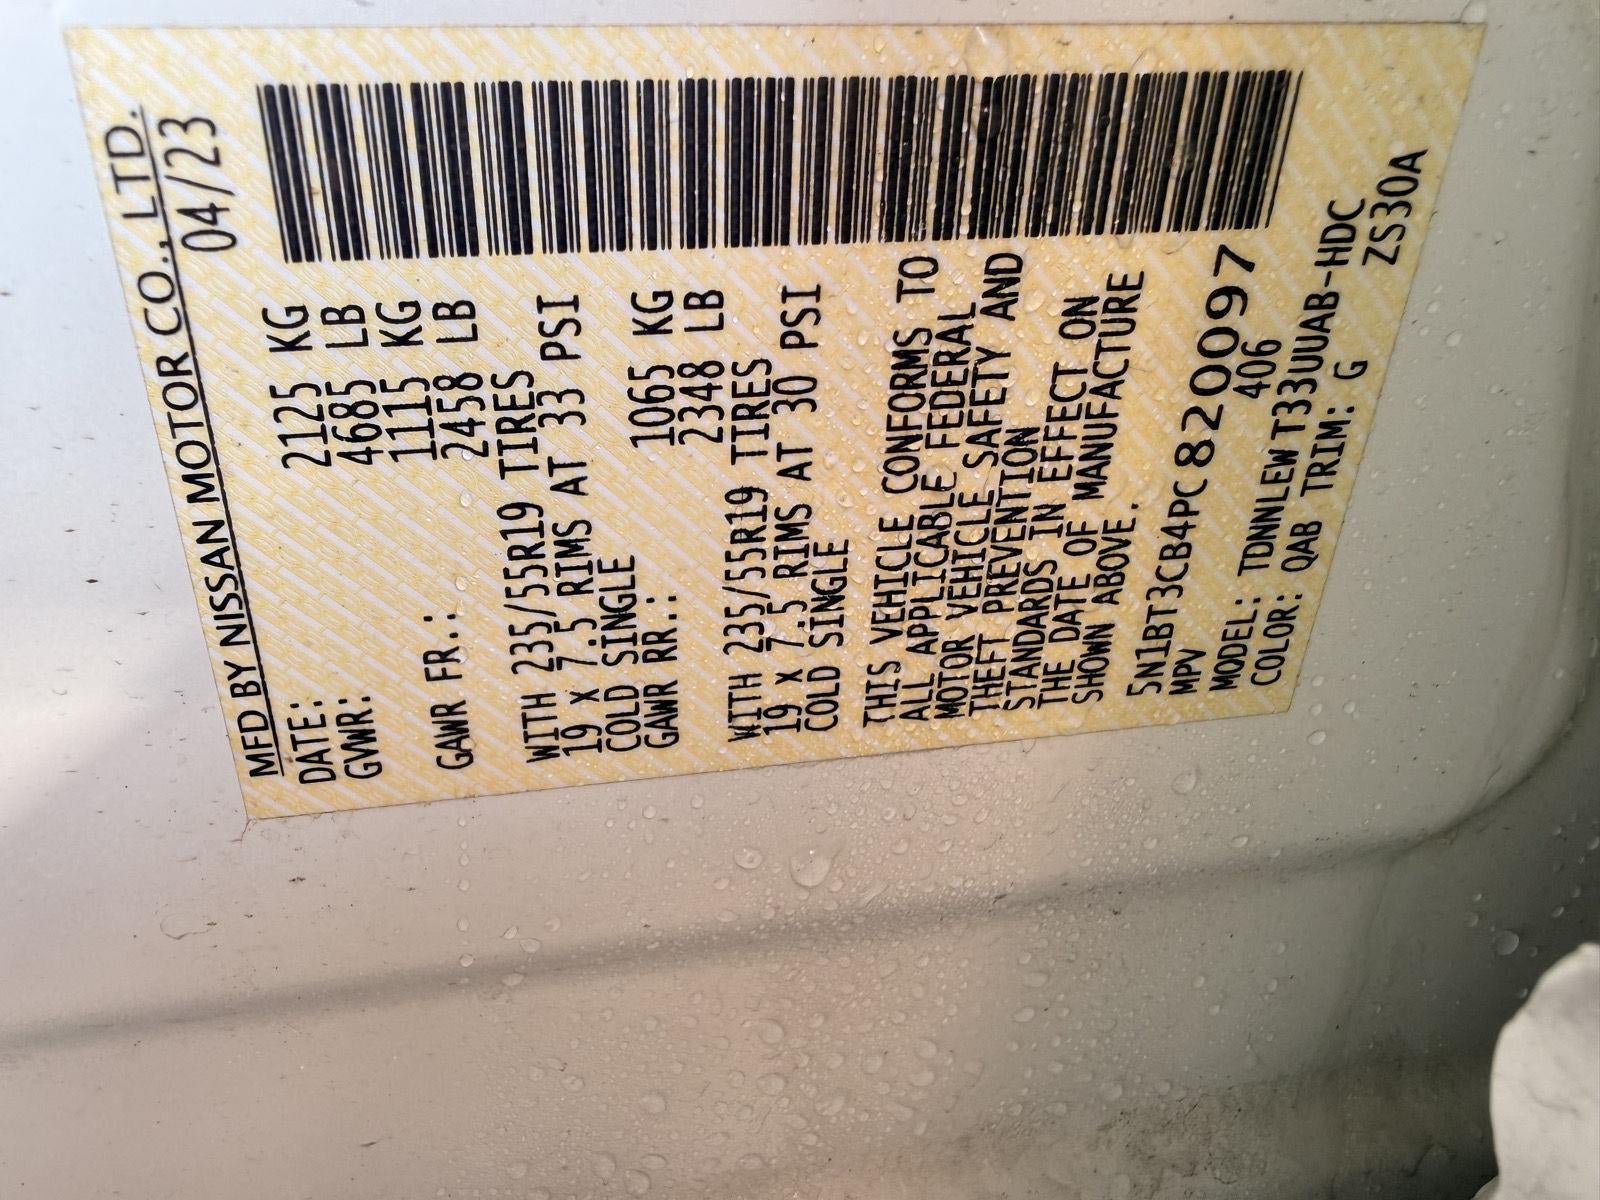 MFD BY NISSAN MOTOR CO., LTD.
DATE: 04/23
GVWR: 2125 KG
4685 LB
GAWR FR.: 1115 KG
2458 LB
WITH 235/55R19 TIRES
19 X 7.5 RIMS AT 33 PSI
COLD SINGLE
GAWR RR.: 1065 KG
2348 LB
WITH 235/55R19 TIRES
19 X 7.5 RIMS AT 30 PSI
COLD SINGLE
THIS VEHICLE CONFORMS TO
ALL APPLICABLE FEDERAL
MOTOR VEHICLE SAFETY AND
THEFT PREVENTION
STANDARDS IN EFFECT ON
THE DATE OF MANUFACTURE
SHOWN ABOVE.
5N1BT3CB4PC820097
MPV 406
MODEL: TDNNLEWT33UUAB-HDC
COLOR: QAB TRIM: G ZS30A